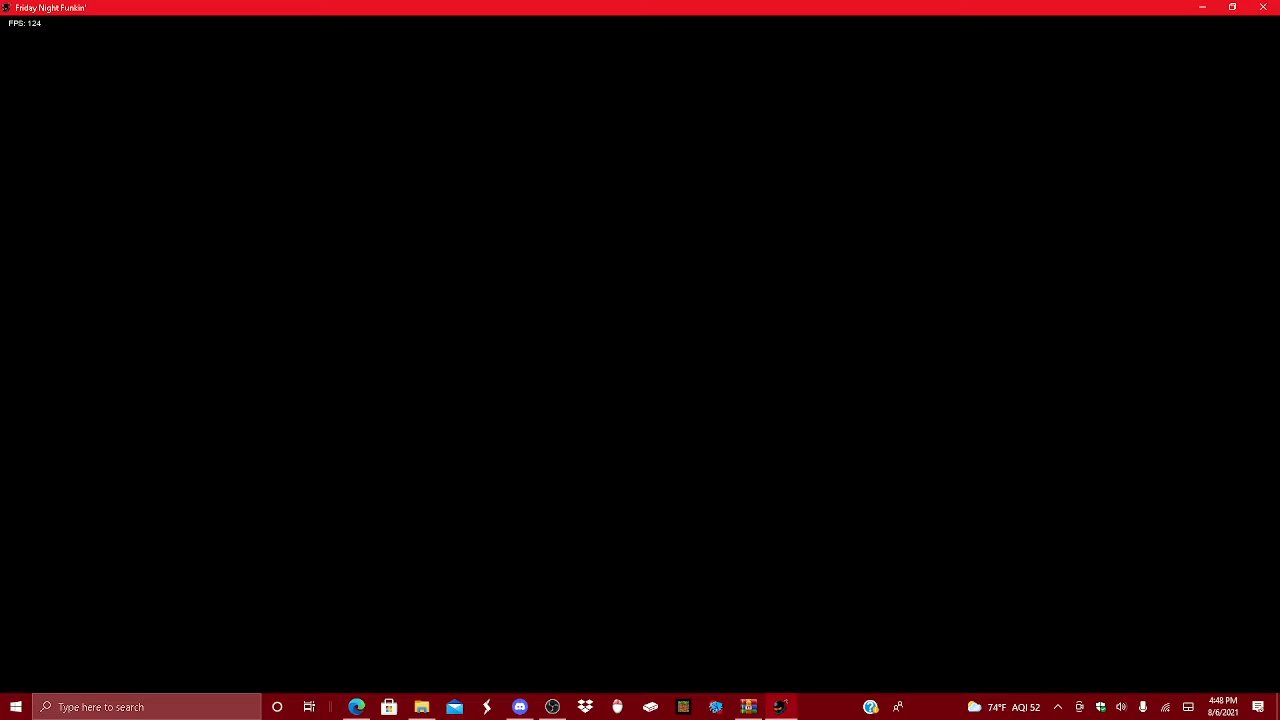 Friday Night Funkin'
FPS: 124
Type here to search
74°F AQI 52
4:48 PM
8/6/2021